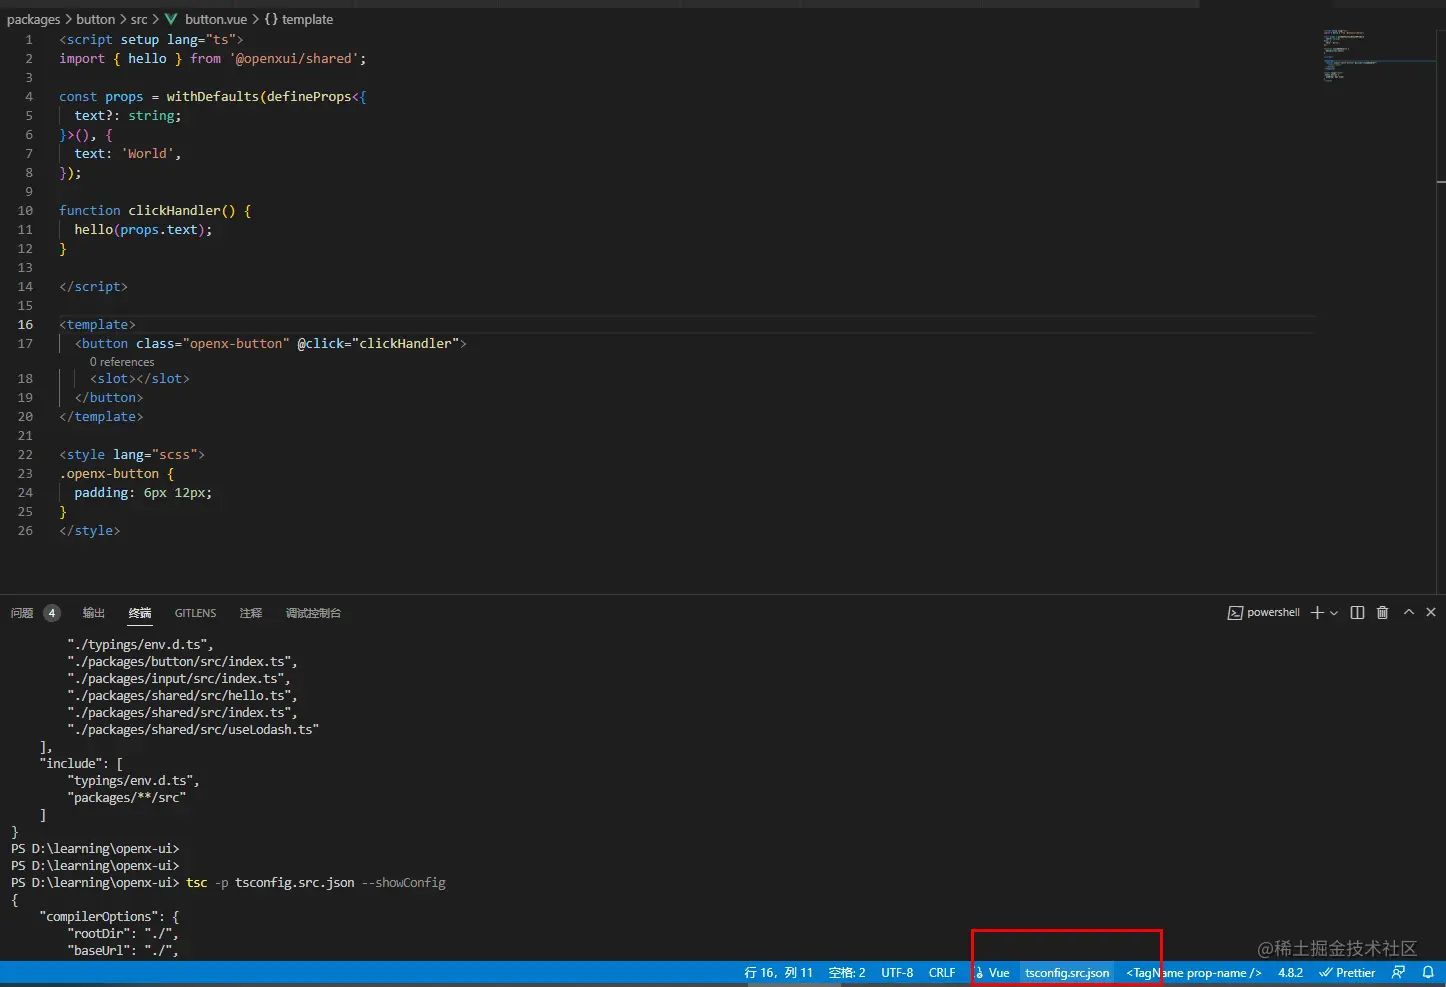 packages > button > src > button.vue > {} template
1 <script setup lang="ts">
2 import { hello } from '@openxui/shared';
3
4 const props = withDefaults(defineProps<{
5 text?: string;
6 }>(), {
7 text: 'World',
8 });
9
10 function clickHandler() {
11 hello(props.text);
12 }
13
14 </script>
15
16 <template>
17 <button class="openx-button" @click="clickHandler">
0 references
18 <slot></slot>
19 </button>
20 </template>
21
22 <style lang="scss">
23 .openx-button {
24 padding: 6px 12px;
25 }
26 </style>
问题 4 输出 终端 GITLENS 注释 调试控制台 powershell
"./typings/env.d.ts",
"./packages/button/src/index.ts",
"./packages/input/src/index.ts",
"./packages/shared/src/hello.ts",
"./packages/shared/src/index.ts",
"./packages/shared/src/useLodash.ts"
],
"include": [
"typings/env.d.ts",
"packages/**/src"
]
}
PS D:\learning\openx-ui>
PS D:\learning\openx-ui>
PS D:\learning\openx-ui> tsc -p tsconfig.src.json --showConfig
{
"compilerOptions": {
"rootDir": "./",
"baseUrl": "./",
@稀土掘金技术社区
行 16，列 11 空格: 2 UTF-8 CRLF Vue tsconfig.src.json <TagName prop-name /> 4.8.2 Prettier